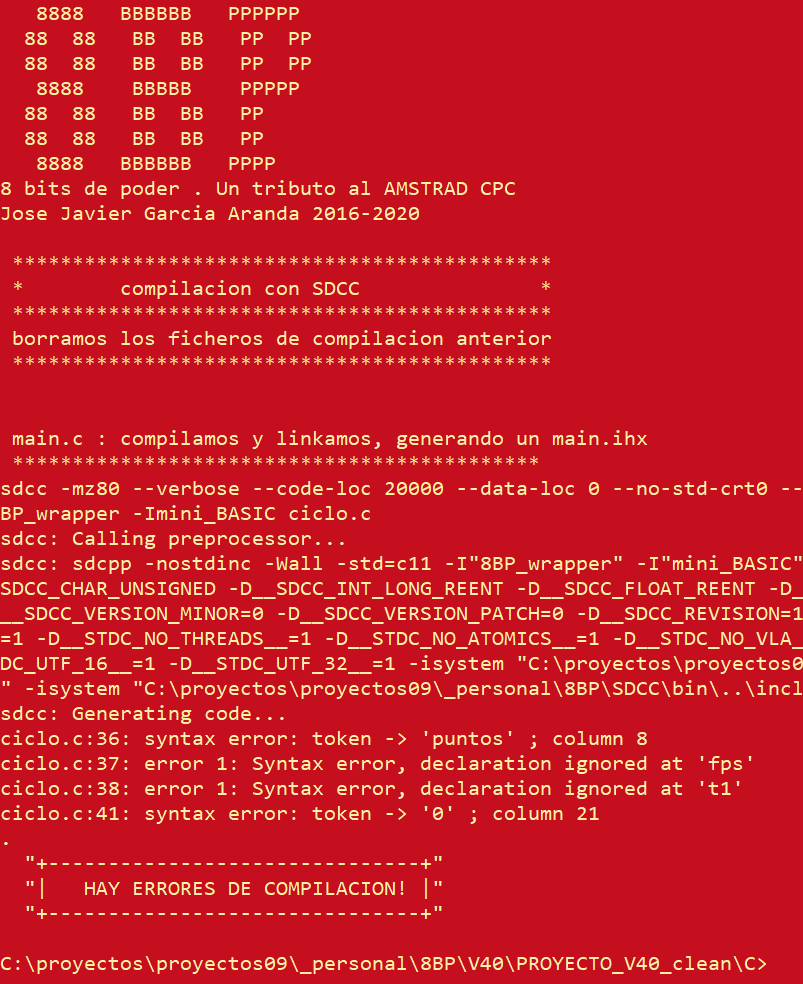 8888   BBBBBB   PPPPPP
  88  88   BB  BB   PP  PP
  88  88   BB  BB   PP  PP
   8888    BBBBB    PPPPP
  88  88   BB  BB   PP
  88  88   BB  BB   PP
   8888   BBBBBB   PPPP
8 bits de poder . Un tributo al AMSTRAD CPC
Jose Javier Garcia Aranda 2016-2020

 *********************************************
 *        compilacion con SDCC               *
 *********************************************
 borramos los ficheros de compilacion anterior
 *********************************************

 main.c : compilamos y linkamos, generando un main.ihx
 ********************************************
sdcc -mz80 --verbose --code-loc 20000 --data-loc 0 --no-std-crt0 --
BP_wrapper -Imini_BASIC ciclo.c
sdcc: Calling preprocessor...
sdcc: sdcpp -nostdinc -Wall -std=c11 -I"8BP_wrapper" -I"mini_BASIC"
SDCC_CHAR_UNSIGNED -D__SDCC_INT_LONG_REENT -D__SDCC_FLOAT_REENT -D_
__SDCC_VERSION_MINOR=0 -D__SDCC_VERSION_PATCH=0 -D__SDCC_REVISION=1
=1 -D__STDC_NO_THREADS__=1 -D__STDC_NO_ATOMICS__=1 -D__STDC_NO_VLA_
DC_UTF_16__=1 -D__STDC_UTF_32__=1 -isystem "C:\proyectos\proyectos0
" -isystem "C:\proyectos\proyectos09\_personal\8BP\SDCC\bin\..\incl
sdcc: Generating code...
ciclo.c:36: syntax error: token -> 'puntos' ; column 8
ciclo.c:37: error 1: Syntax error, declaration ignored at 'fps'
ciclo.c:38: error 1: Syntax error, declaration ignored at 't1'
ciclo.c:41: syntax error: token -> '0' ; column 21
.
  "+-------------------------------+"
  "|   HAY ERRORES DE COMPILACION! |"
  "+-------------------------------+"

C:\proyectos\proyectos09\_personal\8BP\V40\PROYECTO_V40_clean\C>